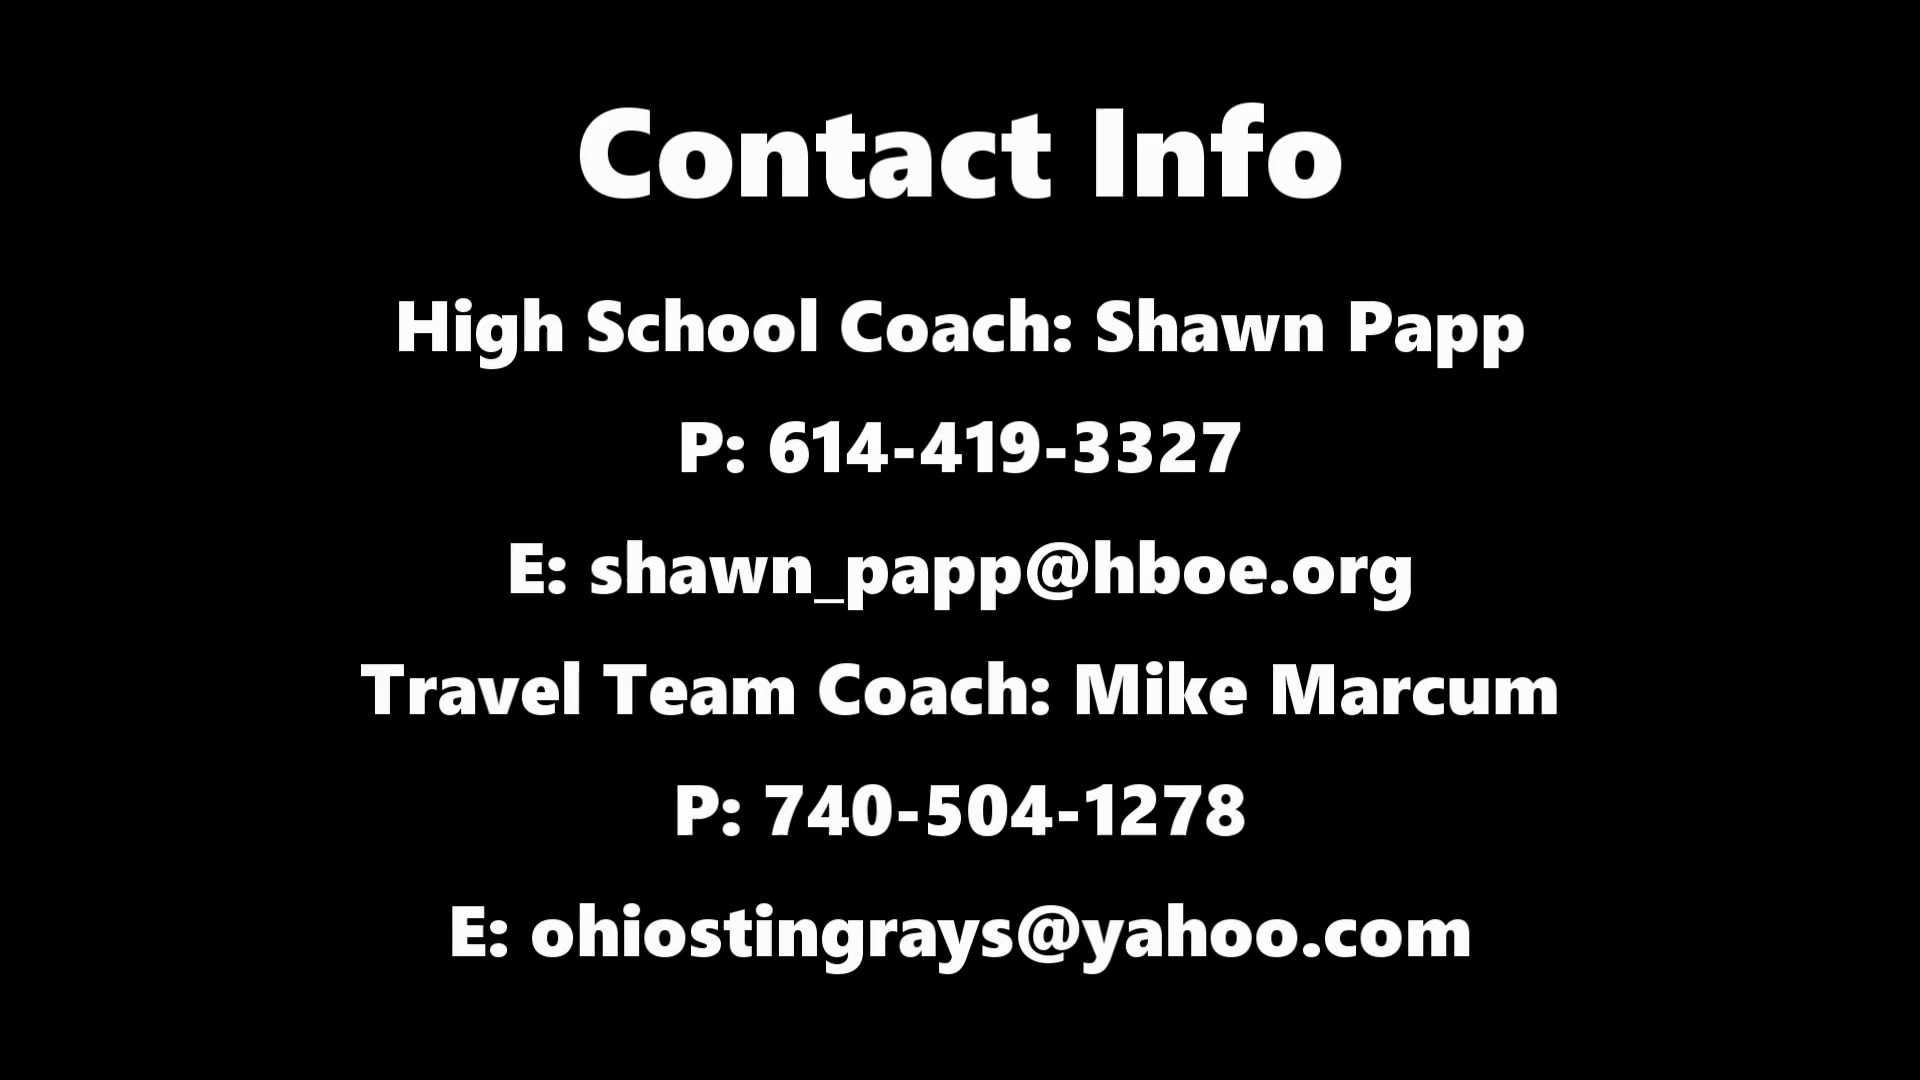 Contact Info
High School Coach: Shawn Papp
P: 614-419-3327
E: shawn_papp@hboe.org
Travel Team Coach: Mike Marcum
P: 740-504-1278
E: ohiostingrays@yahoo.com